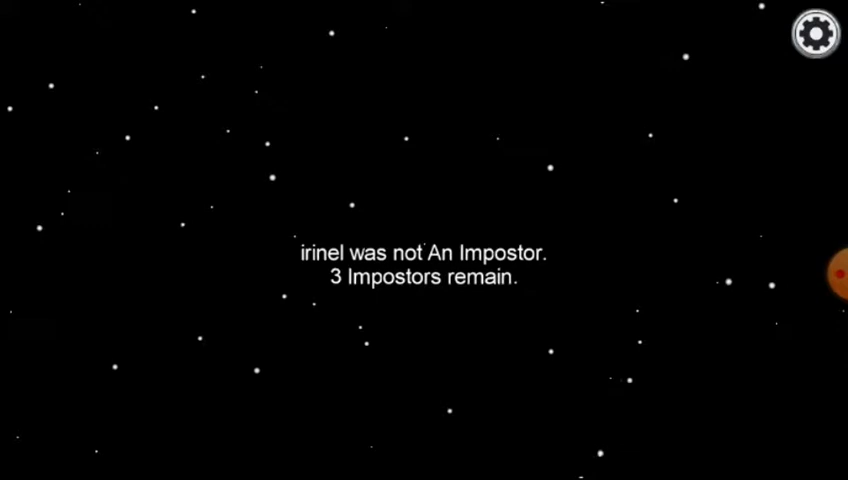 irinel was not An Impostor.
3 Impostors remain.